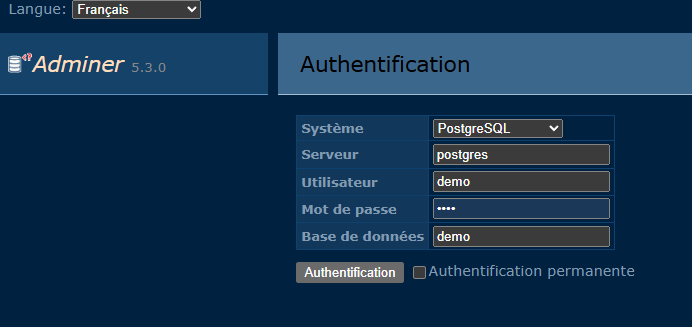 Langue: Français
Adminer 5.3.0
Authentification
Système PostgreSQL
Serveur postgres
Utilisateur demo
Mot de passe ••••
Base de données demo
Authentification Authentification permanente